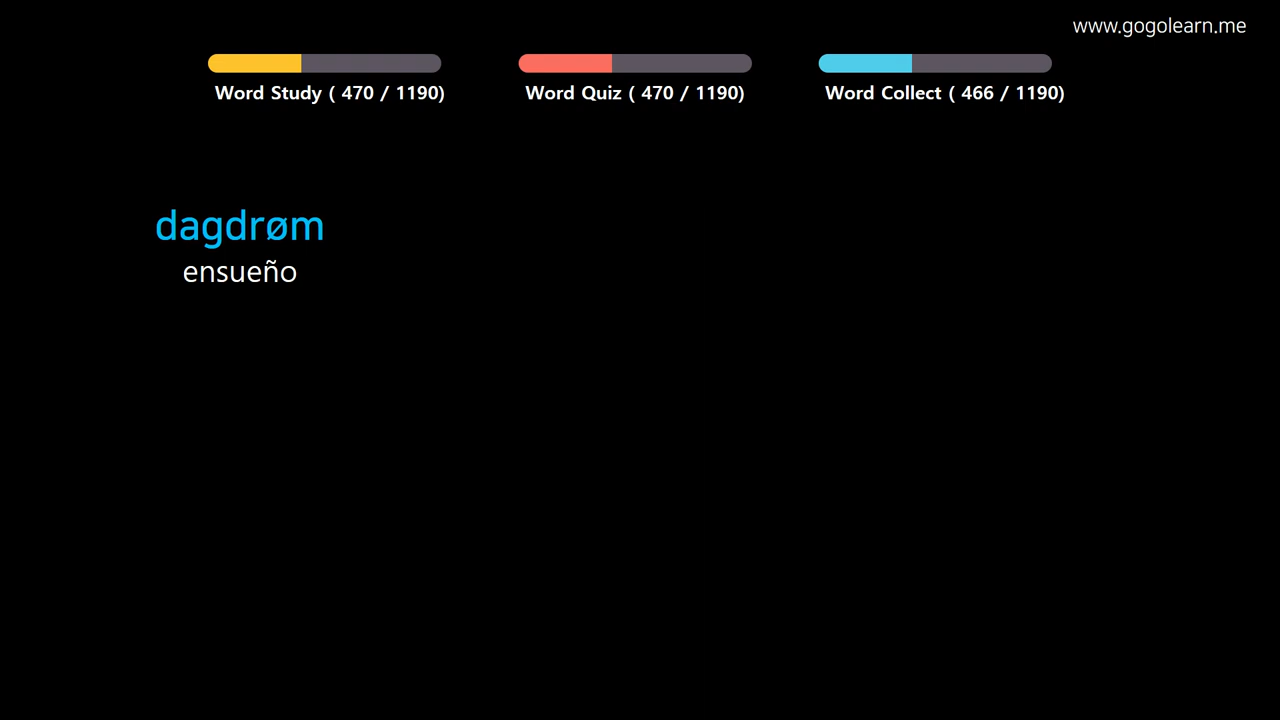 www.gogolearn.me
Word Study ( 470 / 1190)
Word Quiz ( 470 / 1190)
Word Collect ( 466 / 1190)
dagdrøm
ensueño